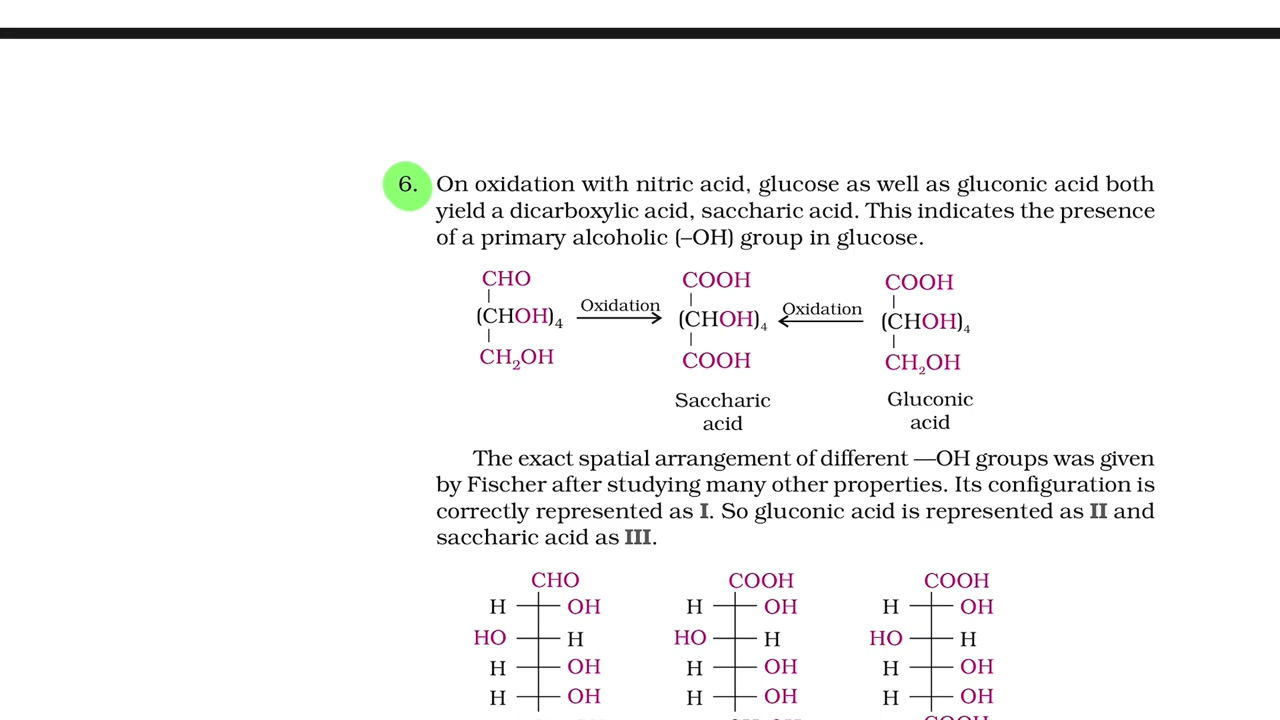 6. On oxidation with nitric acid, glucose as well as gluconic acid both
yield a dicarboxylic acid, saccharic acid. This indicates the presence
of a primary alcoholic (–OH) group in glucose.
CHO COOH COOH
Oxidation Oxidation
(CHOH)₄ (CHOH)₄ (CHOH)₄
CH₂OH COOH CH₂OH
Saccharic Gluconic
acid acid
The exact spatial arrangement of different —OH groups was given
by Fischer after studying many other properties. Its configuration is
correctly represented as I. So gluconic acid is represented as II and
saccharic acid as III.
CHO COOH COOH
H OH H OH H OH
HO H HO H HO H
H OH H OH H OH
H OH H OH H OH